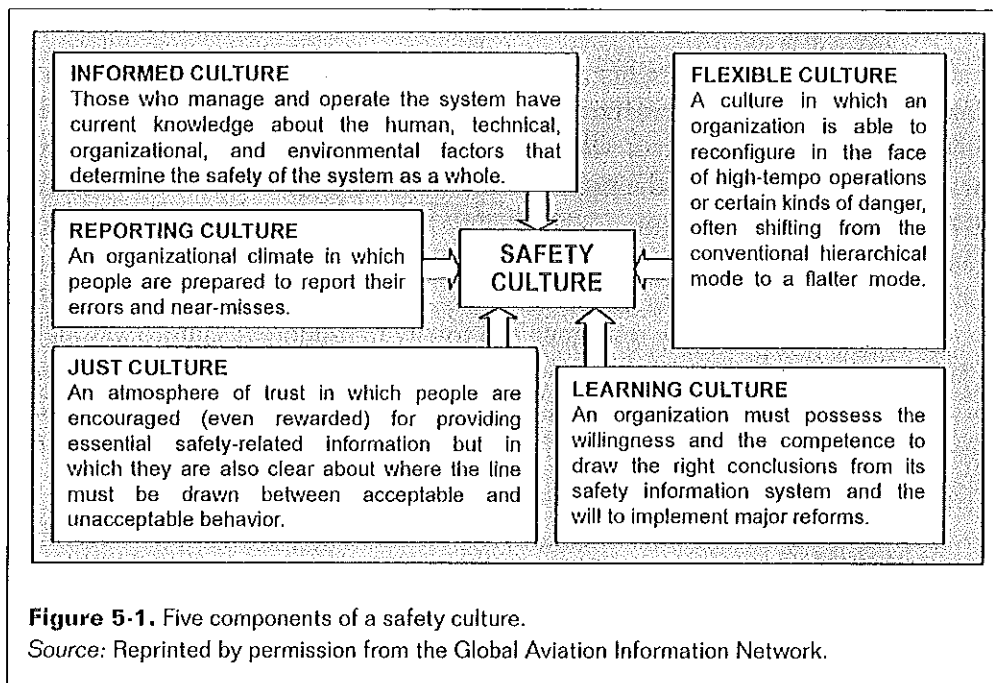 INFORMED CULTURE
Those who manage and operate the system have
current knowledge about the human, technical,
organizational, and environmental factors that
determine the safety of the system as a whole.
REPORTING CULTURE
An organizational climate in which
people are prepared to report their
errors and near-misses.
JUST CULTURE
An atmosphere of trust in which people are
encouraged (even rewarded) for providing
essential safety-related information but in
which they are also clear about where the line
must be drawn between acceptable and
unacceptable behavior.
SAFETY
CULTURE
FLEXIBLE CULTURE
A culture in which an
organization is able to
reconfigure in the face
of high-tempo operations
or certain kinds of danger,
often shifting from the
conventional hierarchical
mode to a flatter mode.
LEARNING CULTURE
An organization must possess the
willingness and the competence to
draw the right conclusions from its
safety information system and the
will to implement major reforms.
Figure 5-1. Five components of a safety culture.
Source: Reprinted by permission from the Global Aviation Information Network.